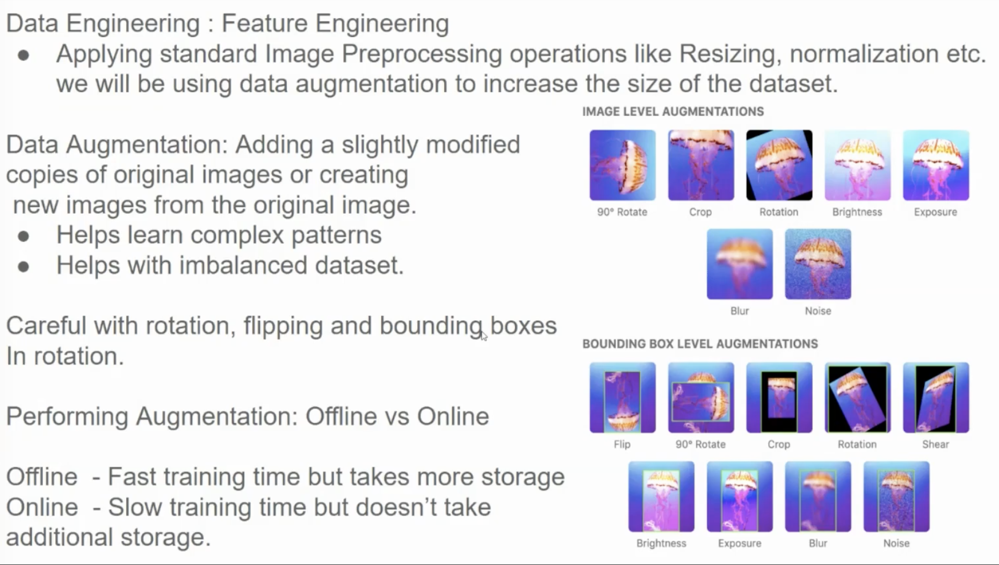 Data Engineering : Feature Engineering
● Applying standard Image Preprocessing operations like Resizing, normalization etc.
we will be using data augmentation to increase the size of the dataset.
Data Augmentation: Adding a slightly modified
copies of original images or creating
new images from the original image.
● Helps learn complex patterns
● Helps with imbalanced dataset.
Careful with rotation, flipping and bounding boxes
In rotation.
Performing Augmentation: Offline vs Online
Offline - Fast training time but takes more storage
Online - Slow training time but doesn’t take
additional storage.
IMAGE LEVEL AUGMENTATIONS
90° Rotate Crop Rotation Brightness Exposure
Blur Noise
BOUNDING BOX LEVEL AUGMENTATIONS
Flip 90° Rotate Crop Rotation Shear
Brightness Exposure Blur Noise